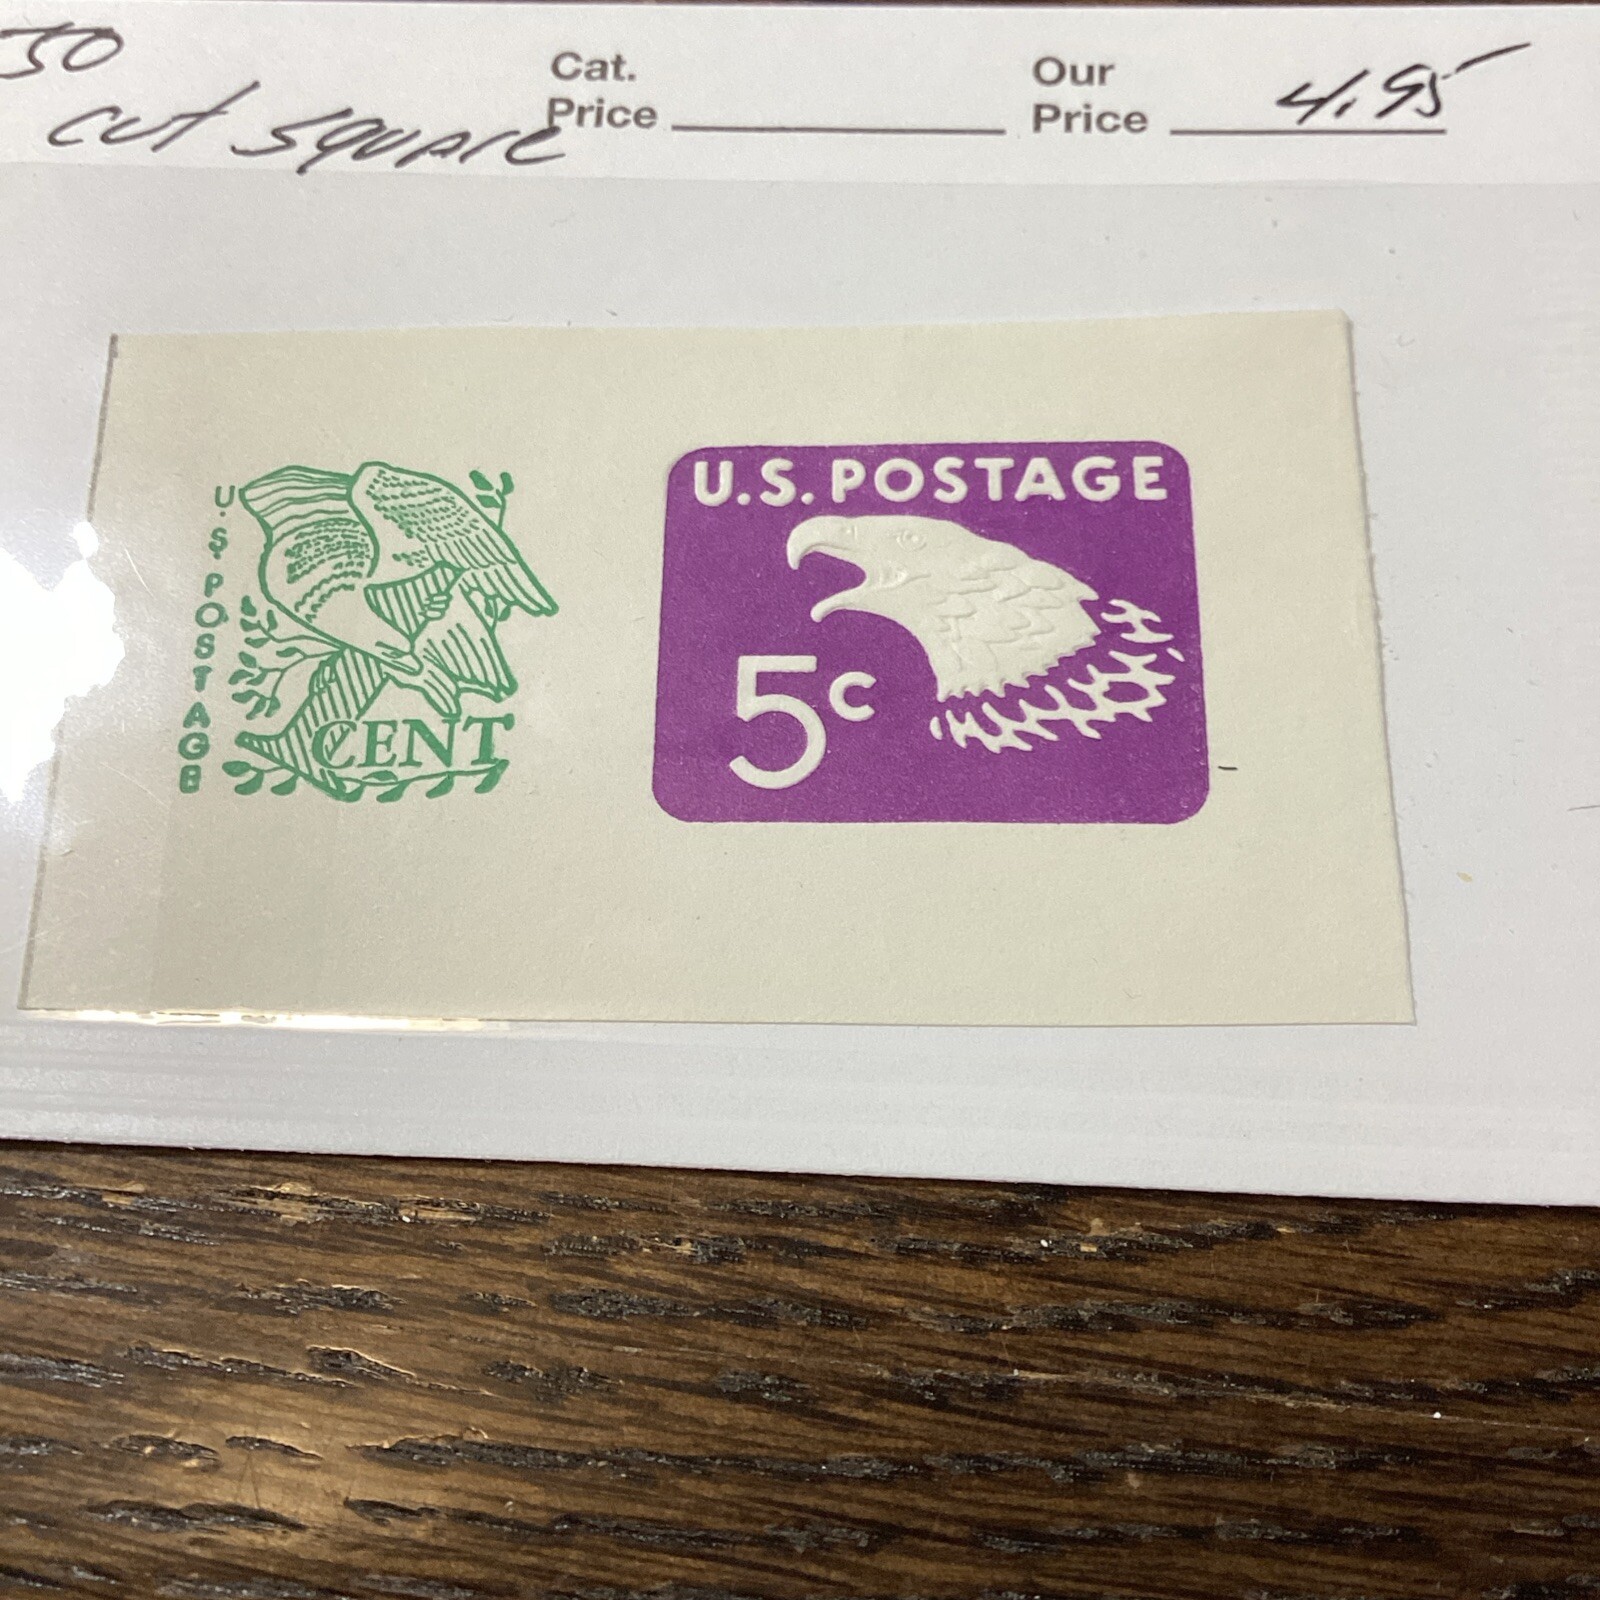 50
cut square
Cat.
Price
Our
Price 4.95
U.S. POSTAGE
CENT
U.S. POSTAGE
5c